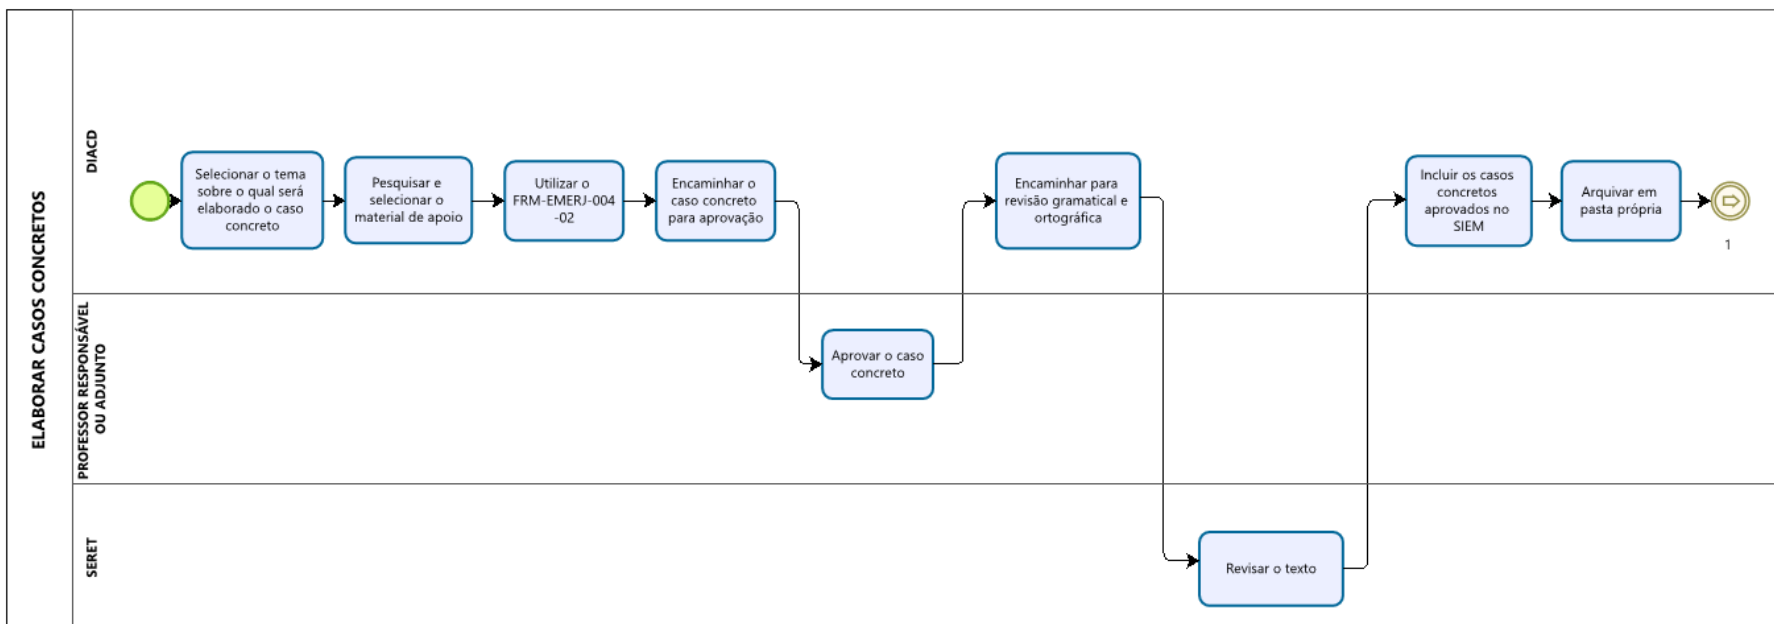 ELABORAR CASOS CONCRETOS
DIACD
Selecionar o tema
sobre o qual será
elaborado o caso
concreto
Pesquisar e
selecionar o
material de apoio
Utilizar o
FRM-EMERJ-004
-02
Encaminhar o
caso concreto
para aprovação
Encaminhar para
revisão gramatical e
ortográfica
Incluir os casos
concretos
aprovados no
SIEM
Arquivar em
pasta própria
1
PROFESSOR RESPONSÁVEL
OU ADJUNTO
Aprovar o caso
concreto
SERET
Revisar o texto